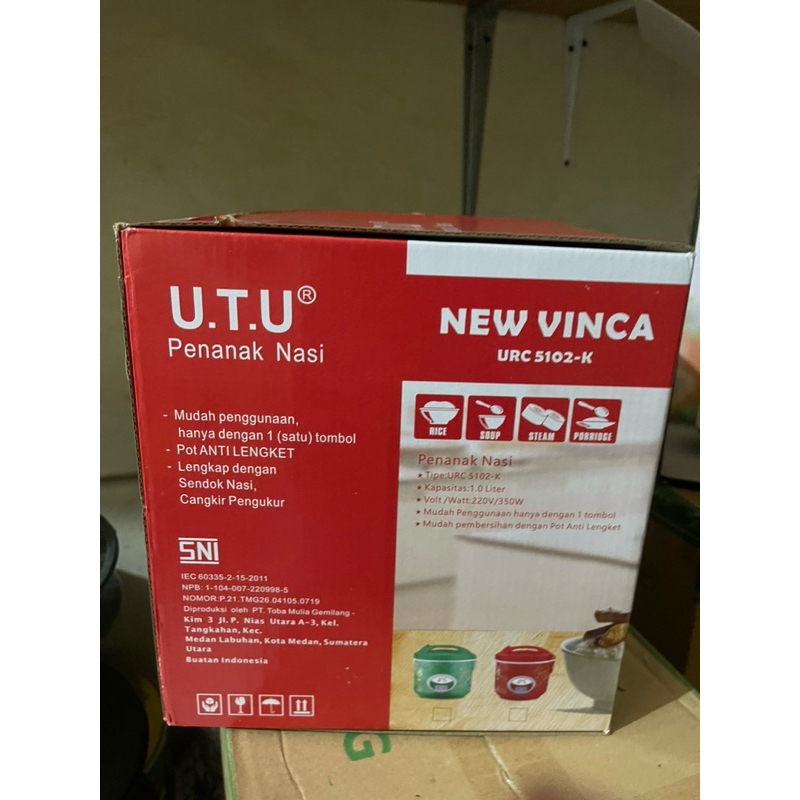 U.T.U®
Penanak Nasi
- Mudah penggunaan,
hanya dengan 1 (satu) tombol
- Pot ANTI LENGKET
- Lengkap dengan
Sendok Nasi,
Cangkir Pengukur
SNI
IEC 60335-2-15-2011
NPB: 1-104-007-220998-5
NOMOR:P.21.TMG26.04105.0719
Diproduksi oleh PT. Toba Mulia Gemilang -
Kim 3 Jl. P. Nias Utara A-3, Kel.
Tangkahan, Kec.
Medan Labuhan, Kota Medan, Sumatera
Utara
Buatan Indonesia
NEW VINCA
URC 5102-K
RICE SOUP STEAM PORRIDGE
Penanak Nasi
• Tipe:URC 5102-K
• Kapasitas:1.0 Liter
• Volt /Watt:220V/350W
• Mudah Penggunaan hanya dengan 1 tombol
• Mudah pembersihan dengan Pot Anti Lengket
U.T.U U.T.U
G